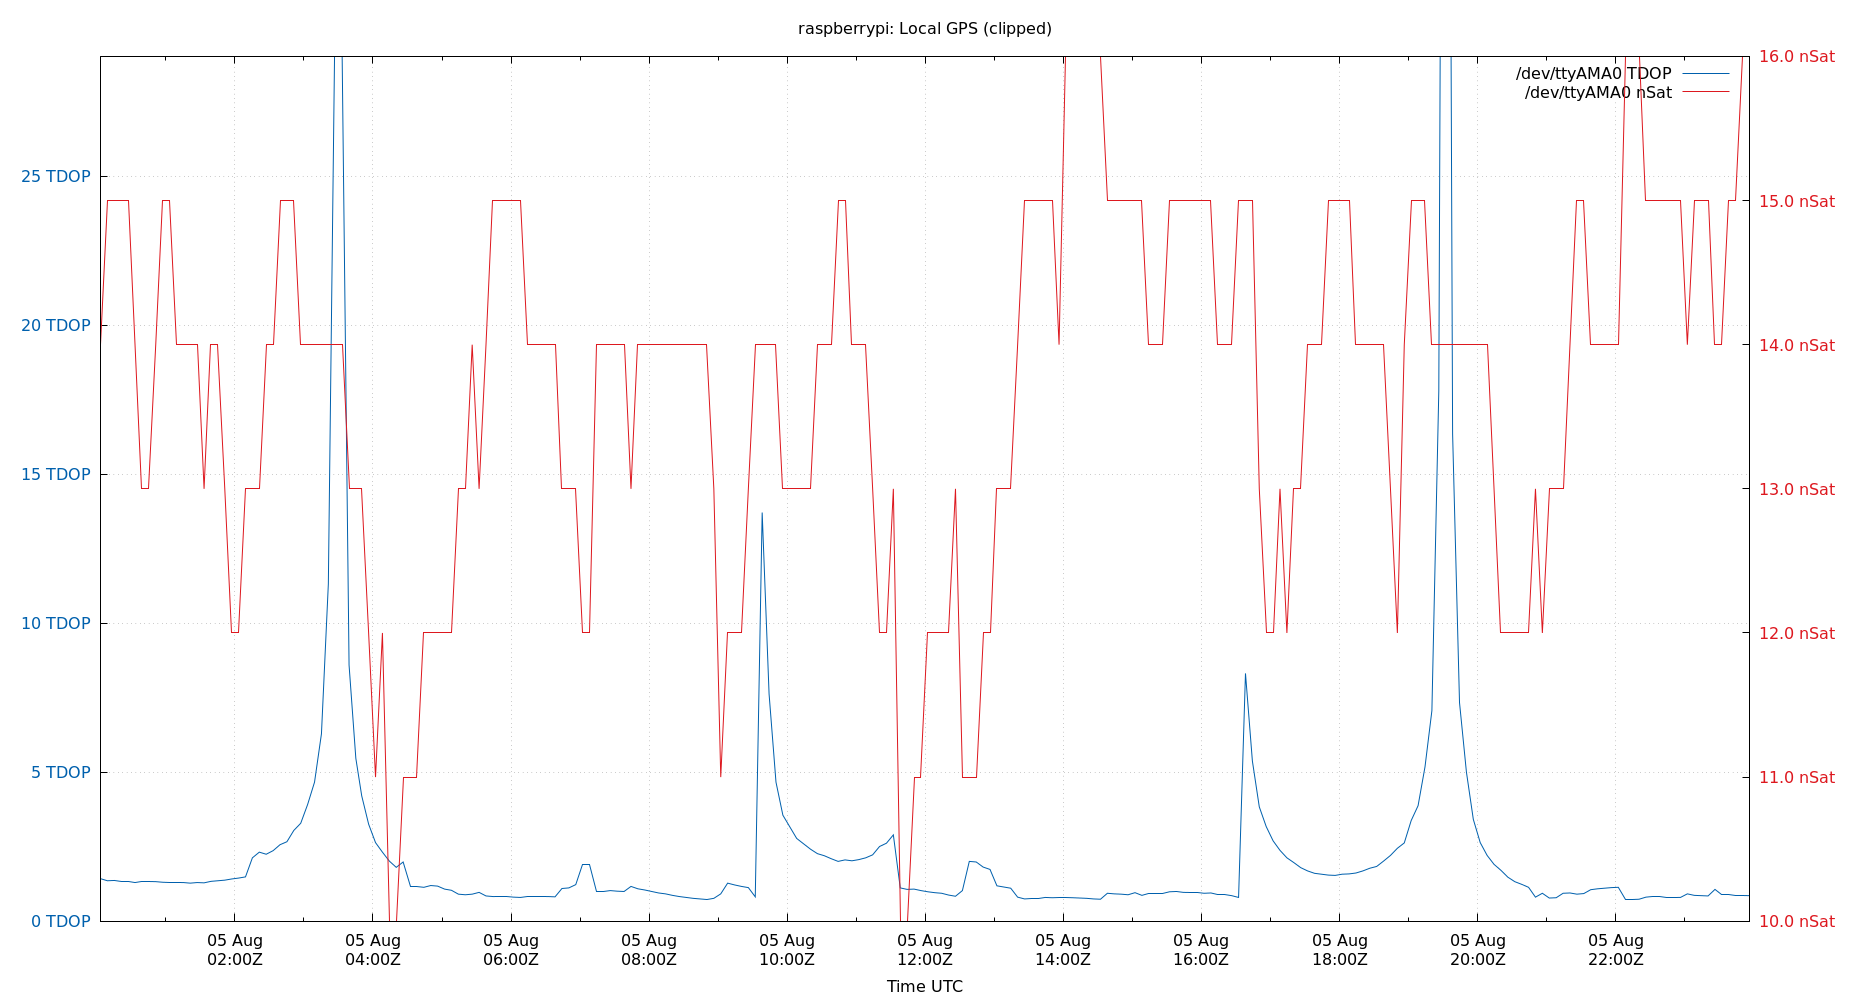 raspberrypi: Local GPS (clipped)
/dev/ttyAMA0 TDOP
/dev/ttyAMA0 nSat
25 TDOP
20 TDOP
15 TDOP
10 TDOP
5 TDOP
0 TDOP
16.0 nSat
15.0 nSat
14.0 nSat
13.0 nSat
12.0 nSat
11.0 nSat
10.0 nSat
05 Aug 05 Aug 05 Aug 05 Aug 05 Aug 05 Aug 05 Aug 05 Aug 05 Aug 05 Aug 05 Aug
02:00Z 04:00Z 06:00Z 08:00Z 10:00Z 12:00Z 14:00Z 16:00Z 18:00Z 20:00Z 22:00Z
Time UTC